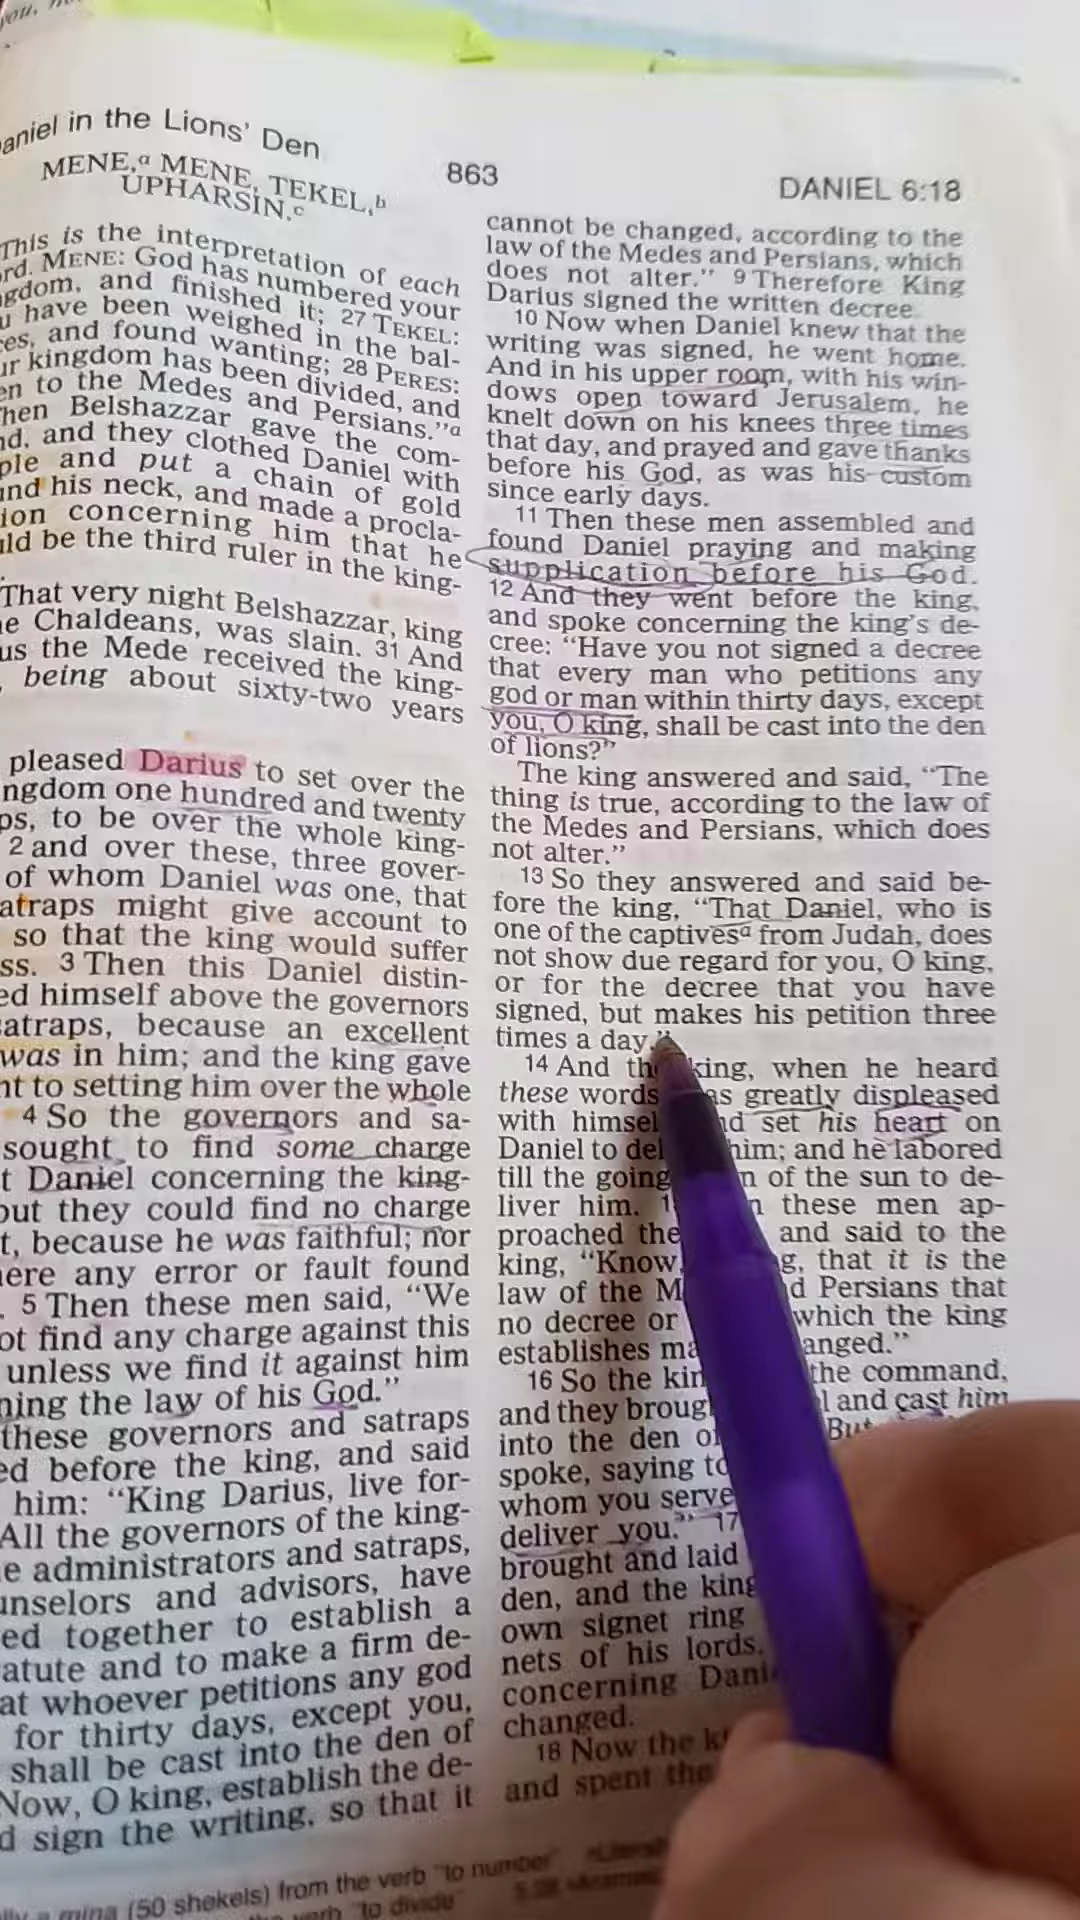 you,
aniel in the Lions' Den
863
DANIEL 6:18
MENE,a MENE, TEKEL,b
UPHARSIN,c
This is the interpretation of each
rd. MENE: God has numbered your
gdom, and finished it; 27 TEKEL:
u have been weighed in the bal-
ces, and found wanting; 28 PERES:
ur kingdom has been divided, and
en to the Medes and Persians."a
hen Belshazzar gave the com-
nd, and they clothed Daniel with
ple and put a chain of gold
und his neck, and made a procla-
ion concerning him that he
uld be the third ruler in the king-
That very night Belshazzar, king
e Chaldeans, was slain. 31 And
us the Mede received the king-
, being about sixty-two years
pleased Darius to set over the
ngdom one hundred and twenty
ps, to be over the whole king-
2 and over these, three gover-
of whom Daniel was one, that
atraps might give account to
so that the king would suffer
ss. 3 Then this Daniel distin-
ed himself above the governors
atraps, because an excellent
was in him; and the king gave
ht to setting him over the whole
4 So the governors and sa-
sought to find some charge
t Daniel concerning the king-
but they could find no charge
t, because he was faithful; nor
here any error or fault found
. 5 Then these men said, "We
ot find any charge against this
unless we find it against him
ning the law of his God."
these governors and satraps
ed before the king, and said
him: "King Darius, live for-
All the governors of the king-
e administrators and satraps,
unselors and advisors, have
ed together to establish a
atute and to make a firm de-
at whoever petitions any god
for thirty days, except you,
shall be cast into the den of
Now, O king, establish the de-
d sign the writing, so that it
cannot be changed, according to the
law of the Medes and Persians, which
does not alter." 9 Therefore King
Darius signed the written decree.
10 Now when Daniel knew that the
writing was signed, he went home.
And in his upper room, with his win-
dows open toward Jerusalem, he
knelt down on his knees three times
that day, and prayed and gave thanks
before his God, as was his custom
since early days.
11 Then these men assembled and
found Daniel praying and making
supplication before his God.
12 And they went before the king,
and spoke concerning the king's de-
cree: "Have you not signed a decree
that every man who petitions any
god or man within thirty days, except
you, O king, shall be cast into the den
of lions?"
The king answered and said, "The
thing is true, according to the law of
the Medes and Persians, which does
not alter."
13 So they answered and said be-
fore the king, "That Daniel, who is
one of the captivesa from Judah, does
not show due regard for you, O king,
or for the decree that you have
signed, but makes his petition three
times a day."
14 And th king, when he heard
these words as greatly displeased
with himsel nd set his heart on
Daniel to del him; and he labored
till the going n of the sun to de-
liver him. n these men ap-
proached the and said to the
king, "Know, g, that it is the
law of the M d Persians that
no decree or which the king
establishes ma anged."
16 So the kin the command,
and they broug l and cast him
into the den of But
spoke, saying to
whom you serve
deliver you." 17
brought and laid
den, and the king
own signet ring
nets of his lords,
concerning Dani
changed.
18 Now the k
and spent the
a mina (50 shekels) from the verb "to number"
verb "to divide"